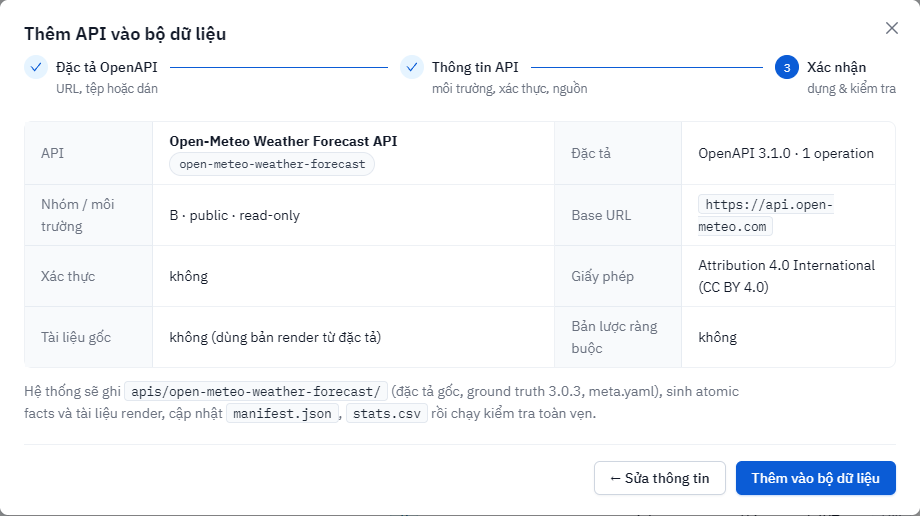 Thêm API vào bộ dữ liệu
Đặc tả OpenAPI
URL, tệp hoặc dán
Thông tin API
môi trường, xác thực, nguồn
3
Xác nhận
dựng & kiểm tra
API
Open-Meteo Weather Forecast API
open-meteo-weather-forecast
Đặc tả
OpenAPI 3.1.0 · 1 operation
Nhóm / môi
trường
B · public · read-only
Base URL
https://api.open-
meteo.com
Xác thực
không
Giấy phép
Attribution 4.0 International
(CC BY 4.0)
Tài liệu gốc
không (dùng bản render từ đặc tả)
Bản lược ràng
buộc
không
Hệ thống sẽ ghi apis/open-meteo-weather-forecast/ (đặc tả gốc, ground truth 3.0.3, meta.yaml), sinh atomic
facts và tài liệu render, cập nhật manifest.json, stats.csv rồi chạy kiểm tra toàn vẹn.
← Sửa thông tin
Thêm vào bộ dữ liệu